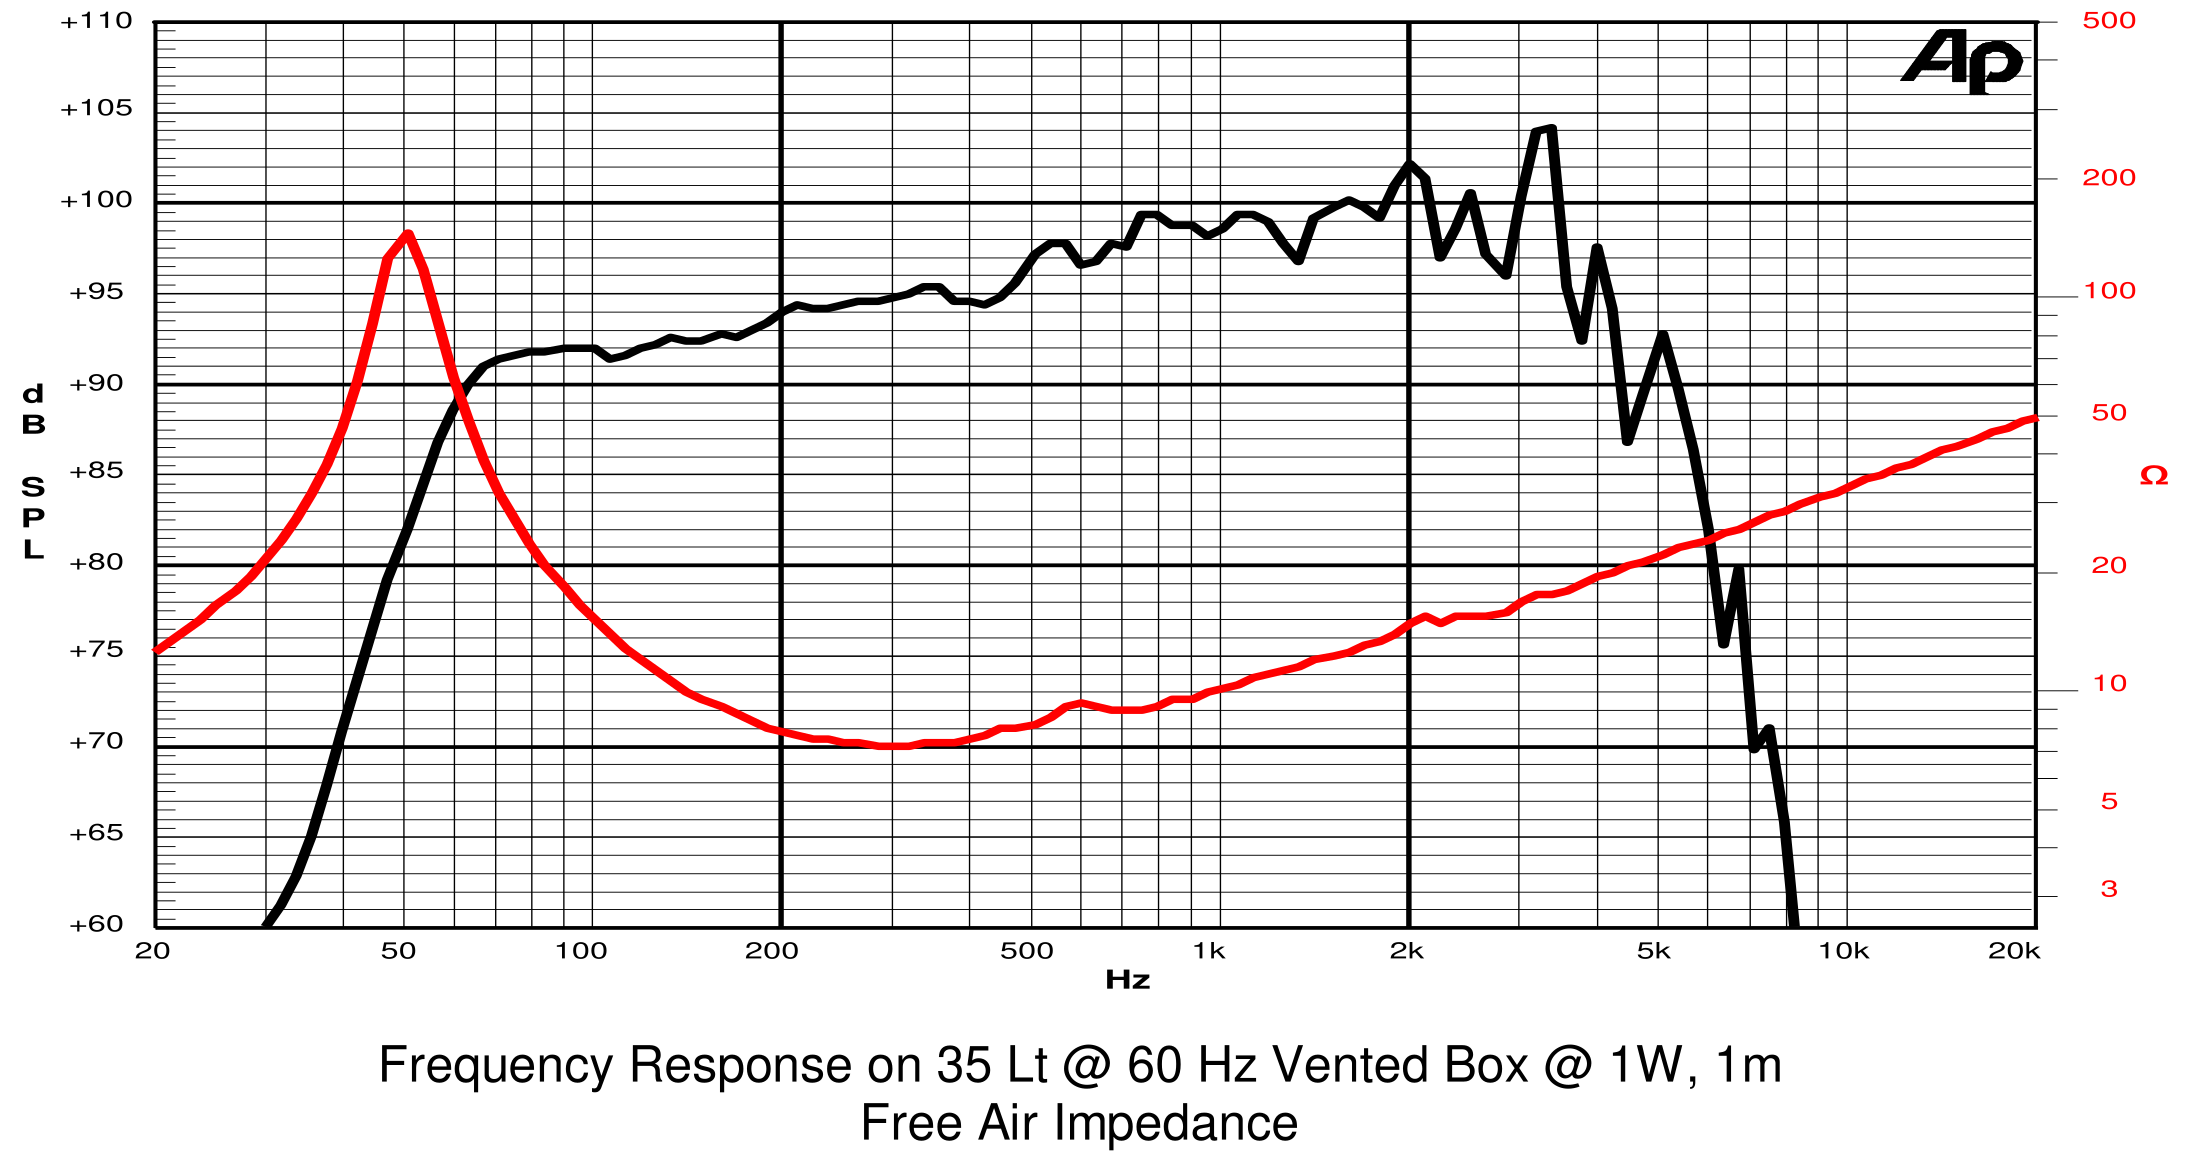 +110
+105
+100
+95
+90
+85
+80
+75
+70
+65
+60
dB SPL
20 50 100 200 500 1k 2k 5k 10k 20k
Hz
500
200
100
50
20
10
5
3
Ω
Ap
Frequency Response on 35 Lt @ 60 Hz Vented Box @ 1W, 1m
Free Air Impedance